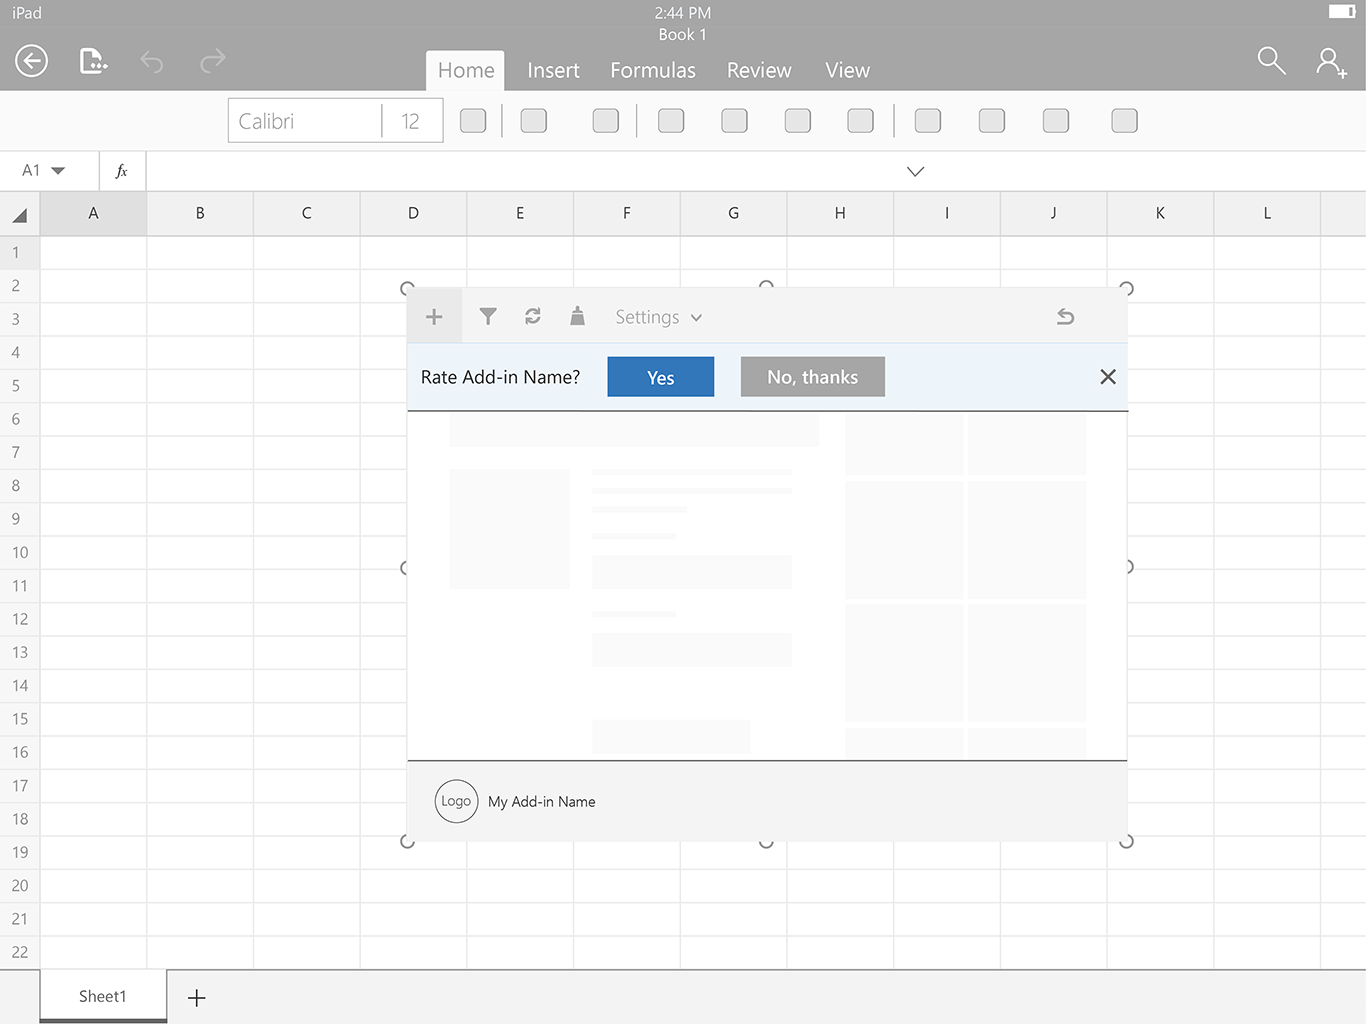 iPad 2:44 PM
Book 1
Home Insert Formulas Review View
Calibri 12
A1 fx
A B C D E F G H I J K L
1
2
3 Settings
4
5 Rate Add-in Name? Yes No, thanks
6
7
8
9
10
11
12
13
14
15
16
17
18 Logo My Add-in Name
19
20
21
22
Sheet1